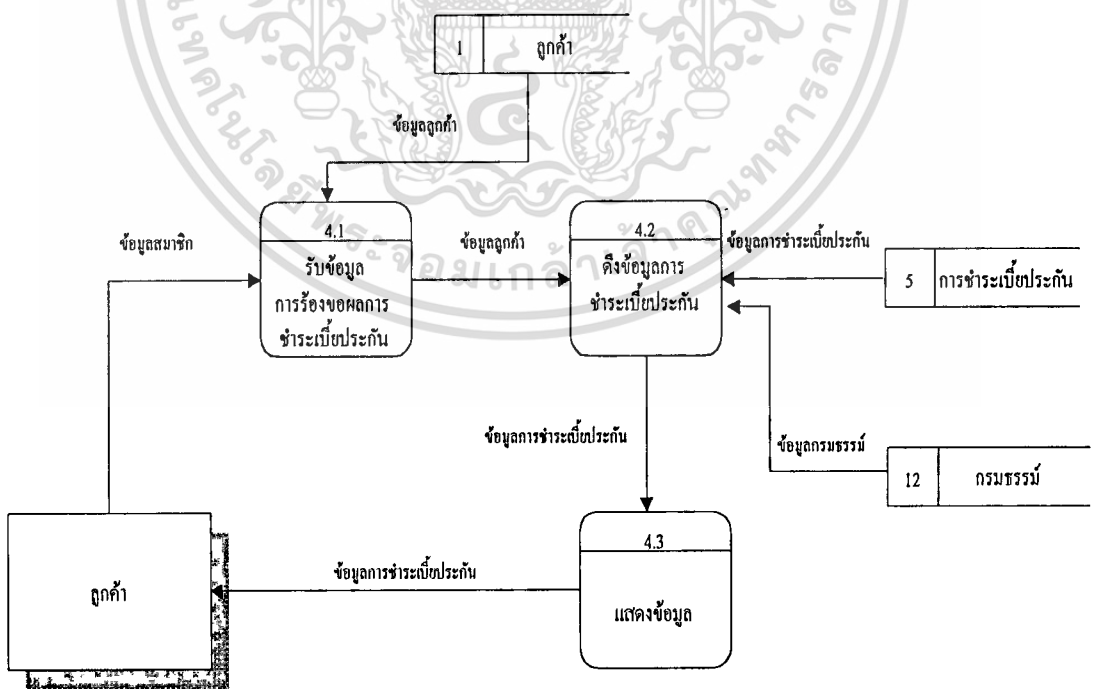 1 ลูกค้า
ข้อมูลลูกค้า
ข้อมูลสมาชิก
4.1
รับข้อมูล
การร้องขอผลการ
ชำระเบี้ยประกัน
ข้อมูลลูกค้า
4.2
ดึงข้อมูลการ
ชำระเบี้ยประกัน
ข้อมูลการชำระเบี้ยประกัน
5 การชำระเบี้ยประกัน
ข้อมูลการชำระเบี้ยประกัน
ข้อมูลกรมธรรม์
12 กรมธรรม์
4.3
แสดงข้อมูล
ข้อมูลการชำระเบี้ยประกัน
ลูกค้า